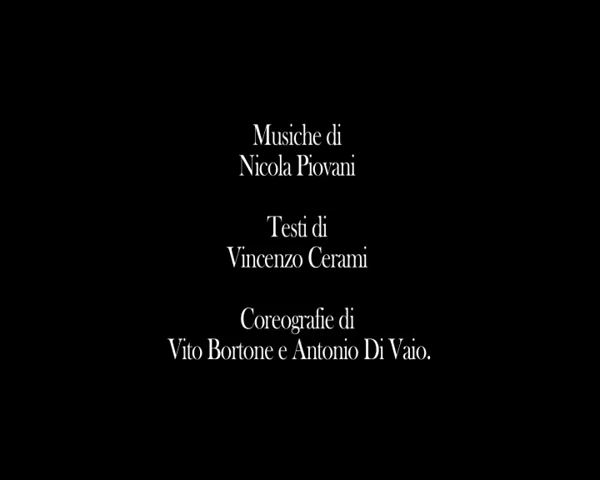 Musiche di
Nicola Piovani
Testi di
Vincenzo Cerami
Coreografie di
Vito Bortone e Antonio Di Vaio.